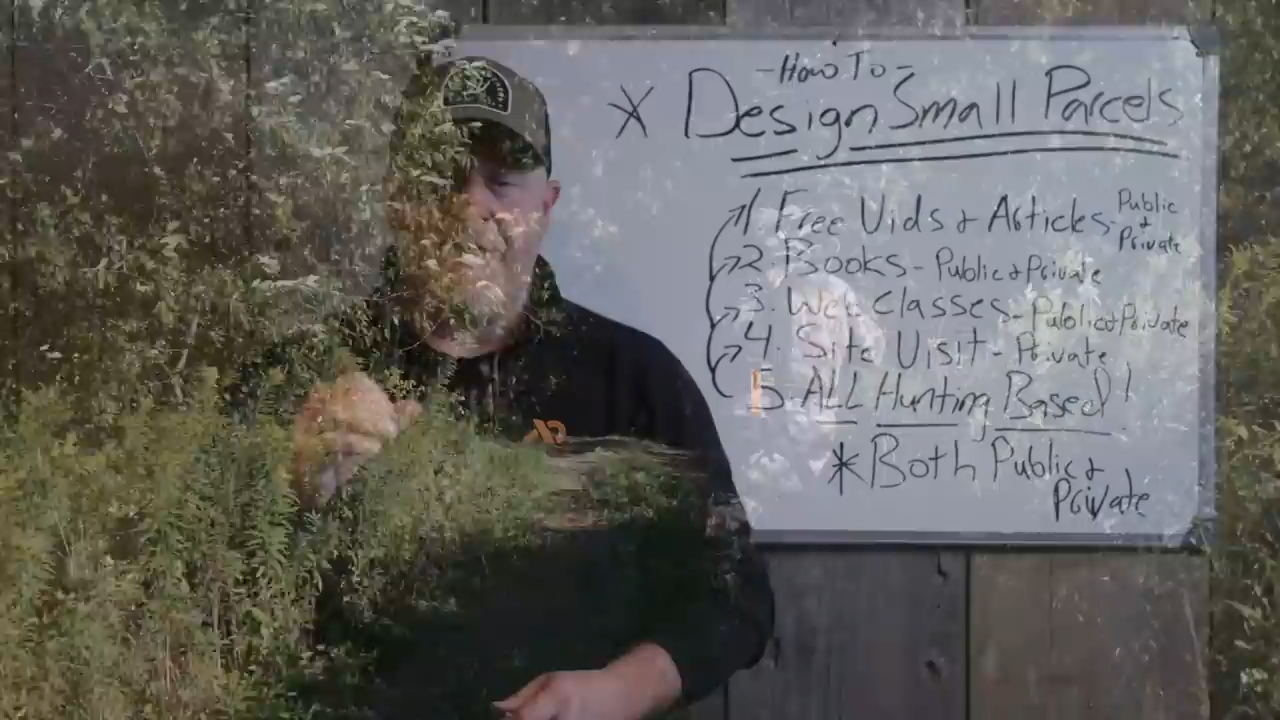 -How To-
* Design Small Parcels
1. Free Vids & Articles- Public & Private
2 Books - Public & Private
3. Web Classes - Public & Private
4. Site Visit - Private
5. ALL Hunting Based!
* Both Public &
Private